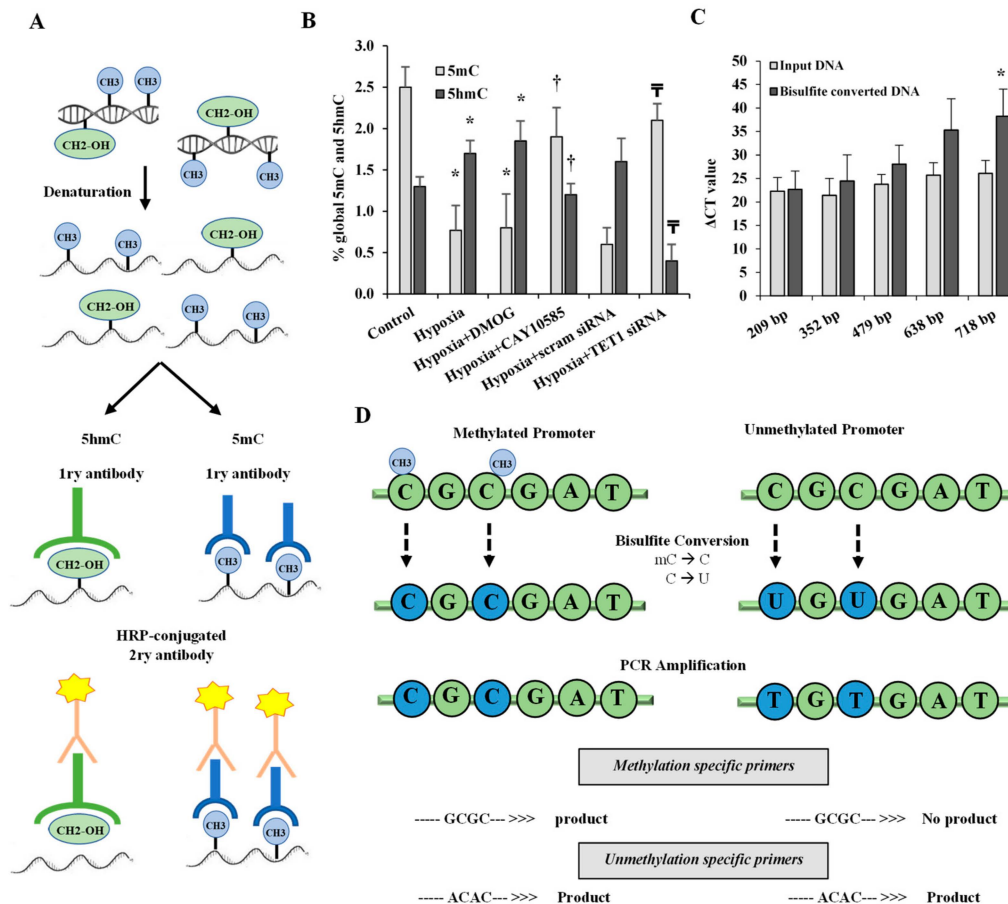 A
CH3 CH3
CH2-OH
CH2-OH
CH3 CH3
Denaturation
CH3 CH3
CH2-OH
CH2-OH
CH3 CH3
5hmC 5mC
1ry antibody 1ry antibody
CH2-OH
CH3 CH3
HRP-conjugated
2ry antibody
CH2-OH
CH3 CH3
B
% global 5mC and 5hmC
3.0
2.5
2.0
1.5
1.0
0.5
0.0
5mC
5hmC
* * * * † † ╤ ╤
Control
Hypoxia
Hypoxia+DMOG
Hypoxia+CAY10585
Hypoxia+scram siRNA
Hypoxia+TET1 siRNA
C
ΔCT value
50
45
40
35
30
25
20
15
10
5
0
Input DNA
Bisulfite converted DNA
*
209 bp
352 bp
479 bp
638 bp
718 bp
D
Methylated Promoter Unmethylated Promoter
CH3 CH3
C G C G A T C G C G A T
Bisulfite Conversion
mC → C
C → U
C G C G A T U G U G A T
PCR Amplification
C G C G A T T G T G A T
Methylation specific primers
----- GCGC--- >>> product ----- GCGC--- >>> No product
Unmethylation specific primers
----- ACAC--- >>> Product ----- ACAC--- >>> Product